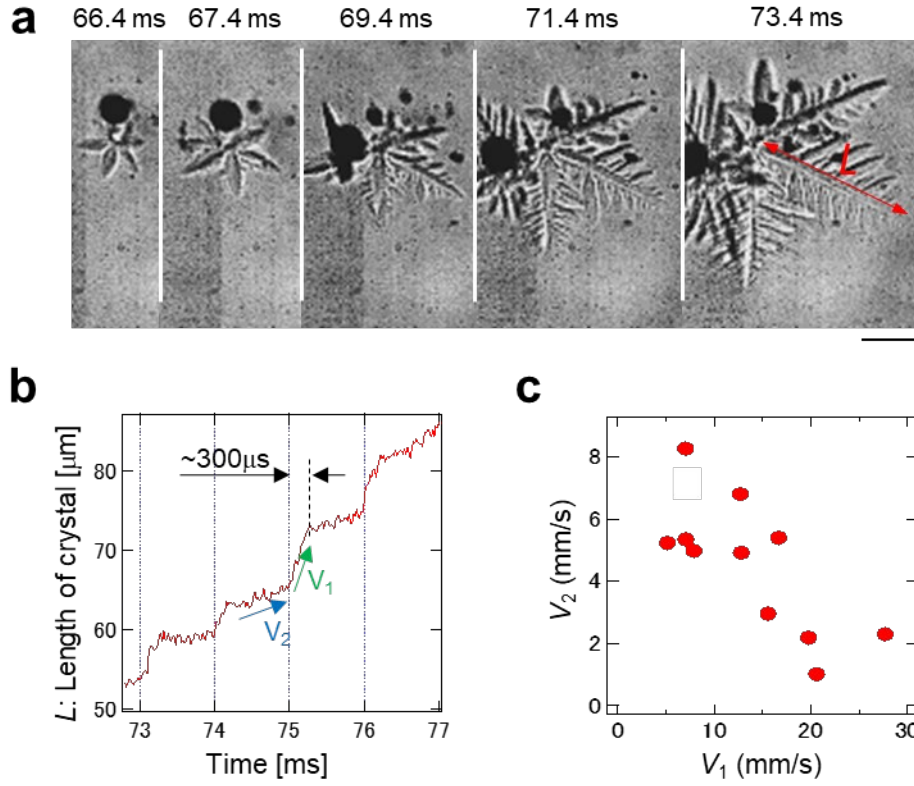 a
66.4 ms 67.4 ms 69.4 ms 71.4 ms 73.4 ms
L
b
~300μs
V₁
V₂
80
70
60
50
73 74 75 76 77
L: Length of crystal [μm]
Time [ms]
c
8
6
4
2
0
0 10 20 30
V₂ (mm/s)
V₁ (mm/s)